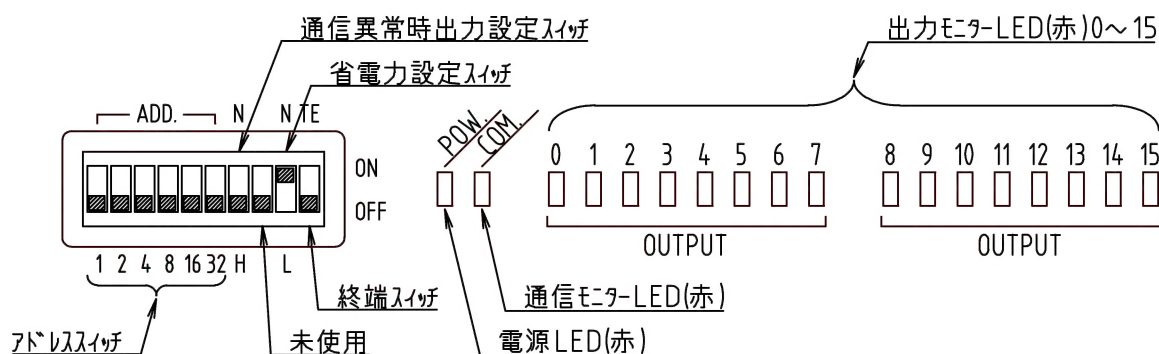 通信異常時出力設定スイッチ
出力モニターLED(赤)0～15
省電力設定スイッチ
ADD. N N TE
POW. COM.
0 1 2 3 4 5 6 7 8 9 10 11 12 13 14 15
ON
OFF
OUTPUT OUTPUT
1 2 4 8 16 32 H L
終端スイッチ 通信モニターLED(赤)
アドレススイッチ 未使用 電源LED(赤)